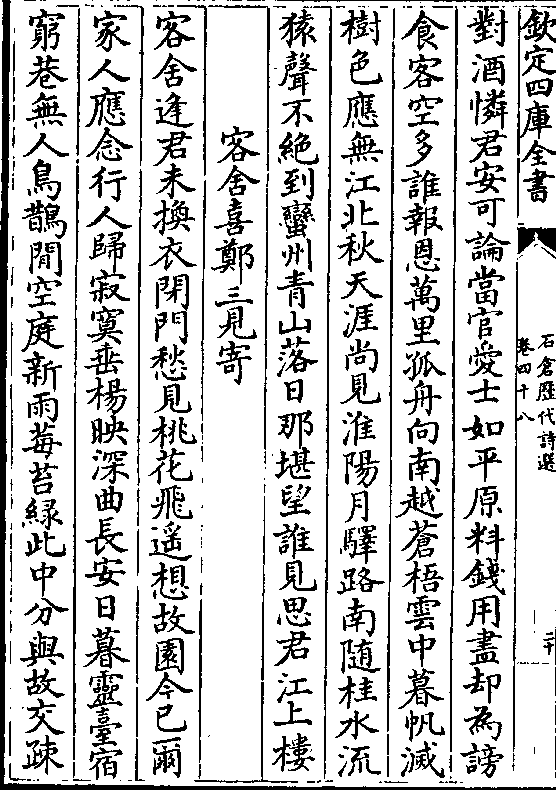 欽定四庫全書
石倉歷代詩選
卷四十八
二十
對酒憐君安可論當官愛士如平原料錢用盡却為謗
食客空多誰報恩萬里孤舟向南越蒼梧雲中暮帆滅
樹色應無江北秋天涯尚見淮陽月驛路南隨桂水流
猿聲不絶到蠻州青山落日那堪望誰見思君江上樓
客舍喜鄭三見寄
客舍逢君未換衣閉門愁見桃花飛遥想故園今已爾
家人應念行人歸寂寞垂楊映深曲長安日暮靈臺宿
窮巷無人鳥鵲閒空庭新雨莓苔緑此中分與故交疎